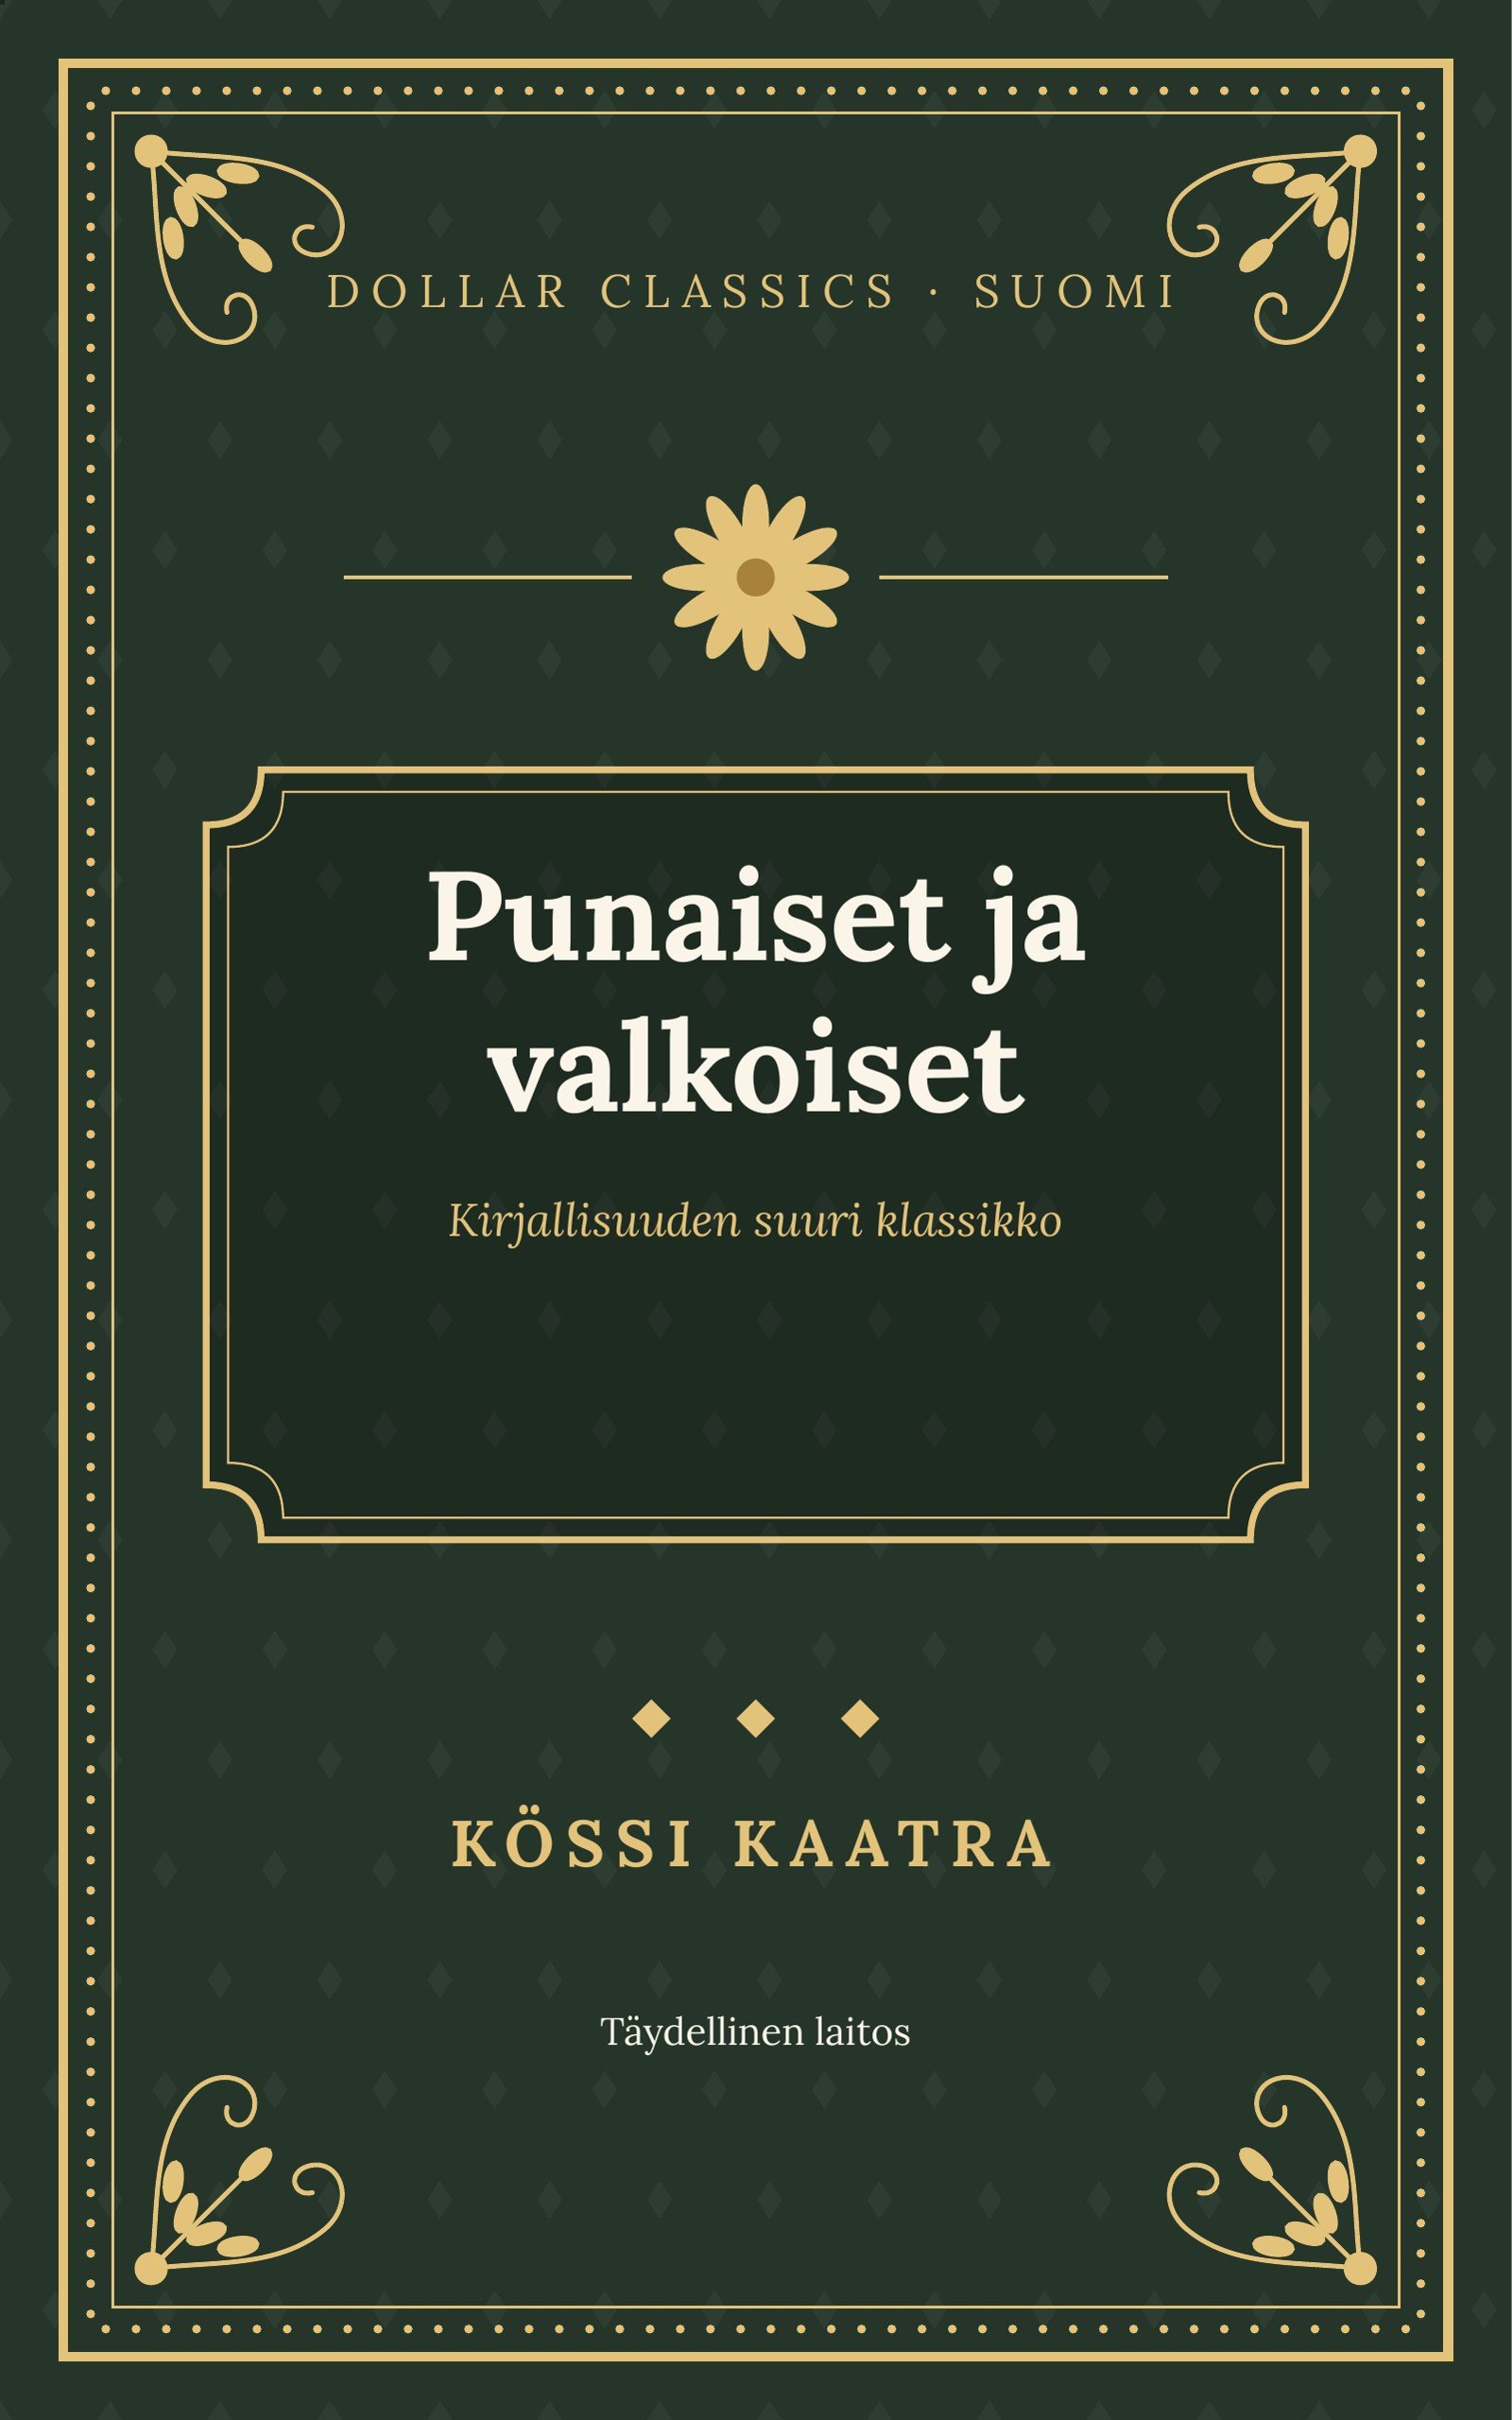 DOLLAR CLASSICS · SUOMI
Punaiset ja
valkoiset
Kirjallisuuden suuri klassikko
KÖSSI KAATRA
Täydellinen laitos